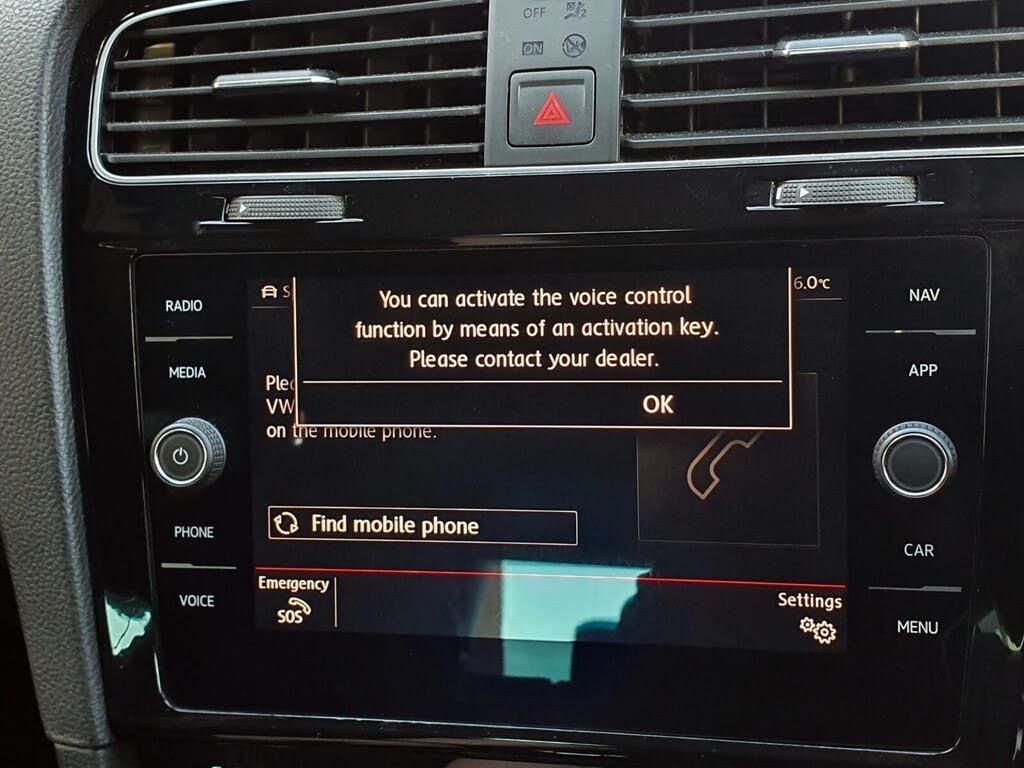 OFF
2
ON
RADIO
MEDIA
PHONE
VOICE
S
6.0°C
You can activate the voice control
function by means of an activation key.
Please contact your dealer.
OK
VW
on the mobile phone.
Find mobile phone
Emergency
SOS
Settings
NAV
APP
CAR
MENU